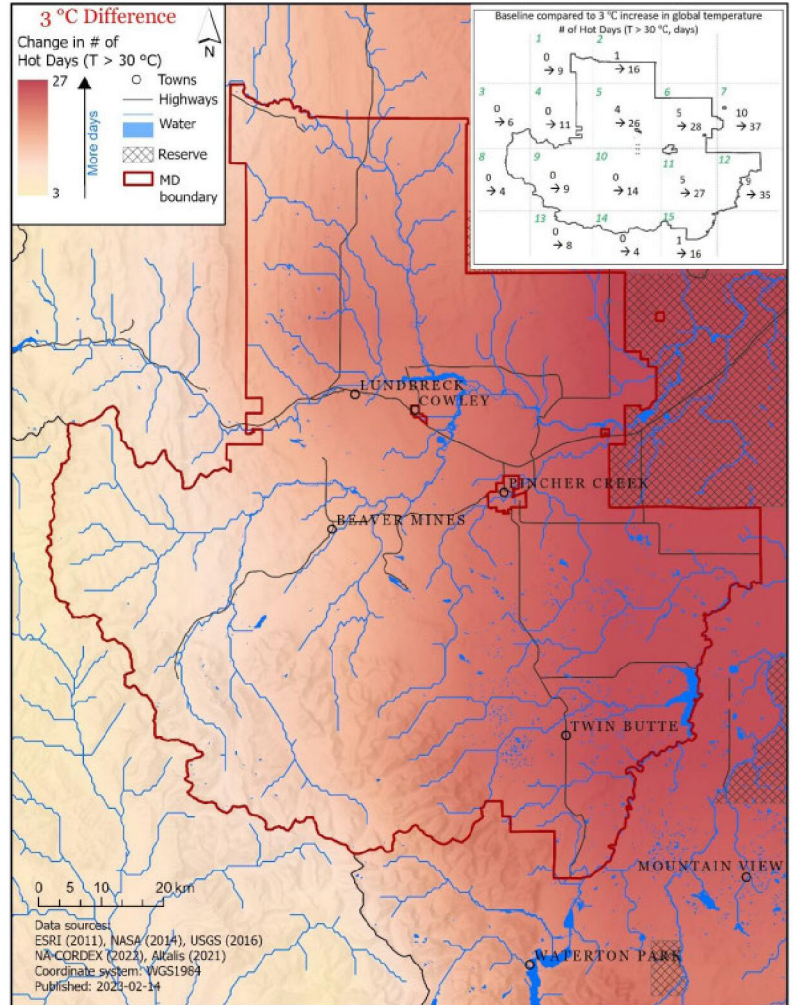 3 °C Difference
Change in # of
Hot Days (T > 30 °C)
27
More days
3
Towns
Highways
Water
Reserve
MD
boundary
N
Baseline compared to 3 °C increase in global temperature
# of Hot Days (T > 30 °C, days)
1
2
0
→ 9
1
→ 16
3
4
5
6
7
0
→ 6
0
→ 11
4
→ 26
5
→ 28
10
→ 37
8
9
10
11
12
0
→ 4
0
→ 9
0
→ 14
5
→ 27
9
→ 35
13
14
15
0
→ 8
0
→ 4
1
→ 16
LUNDBRECK
COWLEY
PINCHER CREEK
BEAVER MINES
TWIN BUTTE
MOUNTAIN VIEW
WATERTON PARK
0 5 10 20 km
Data sources:
ESRI (2011), NASA (2014), USGS (2016)
NA-CORDEX (2022), Altalis (2021)
Coordinate system: WGS1984
Published: 2023-02-14